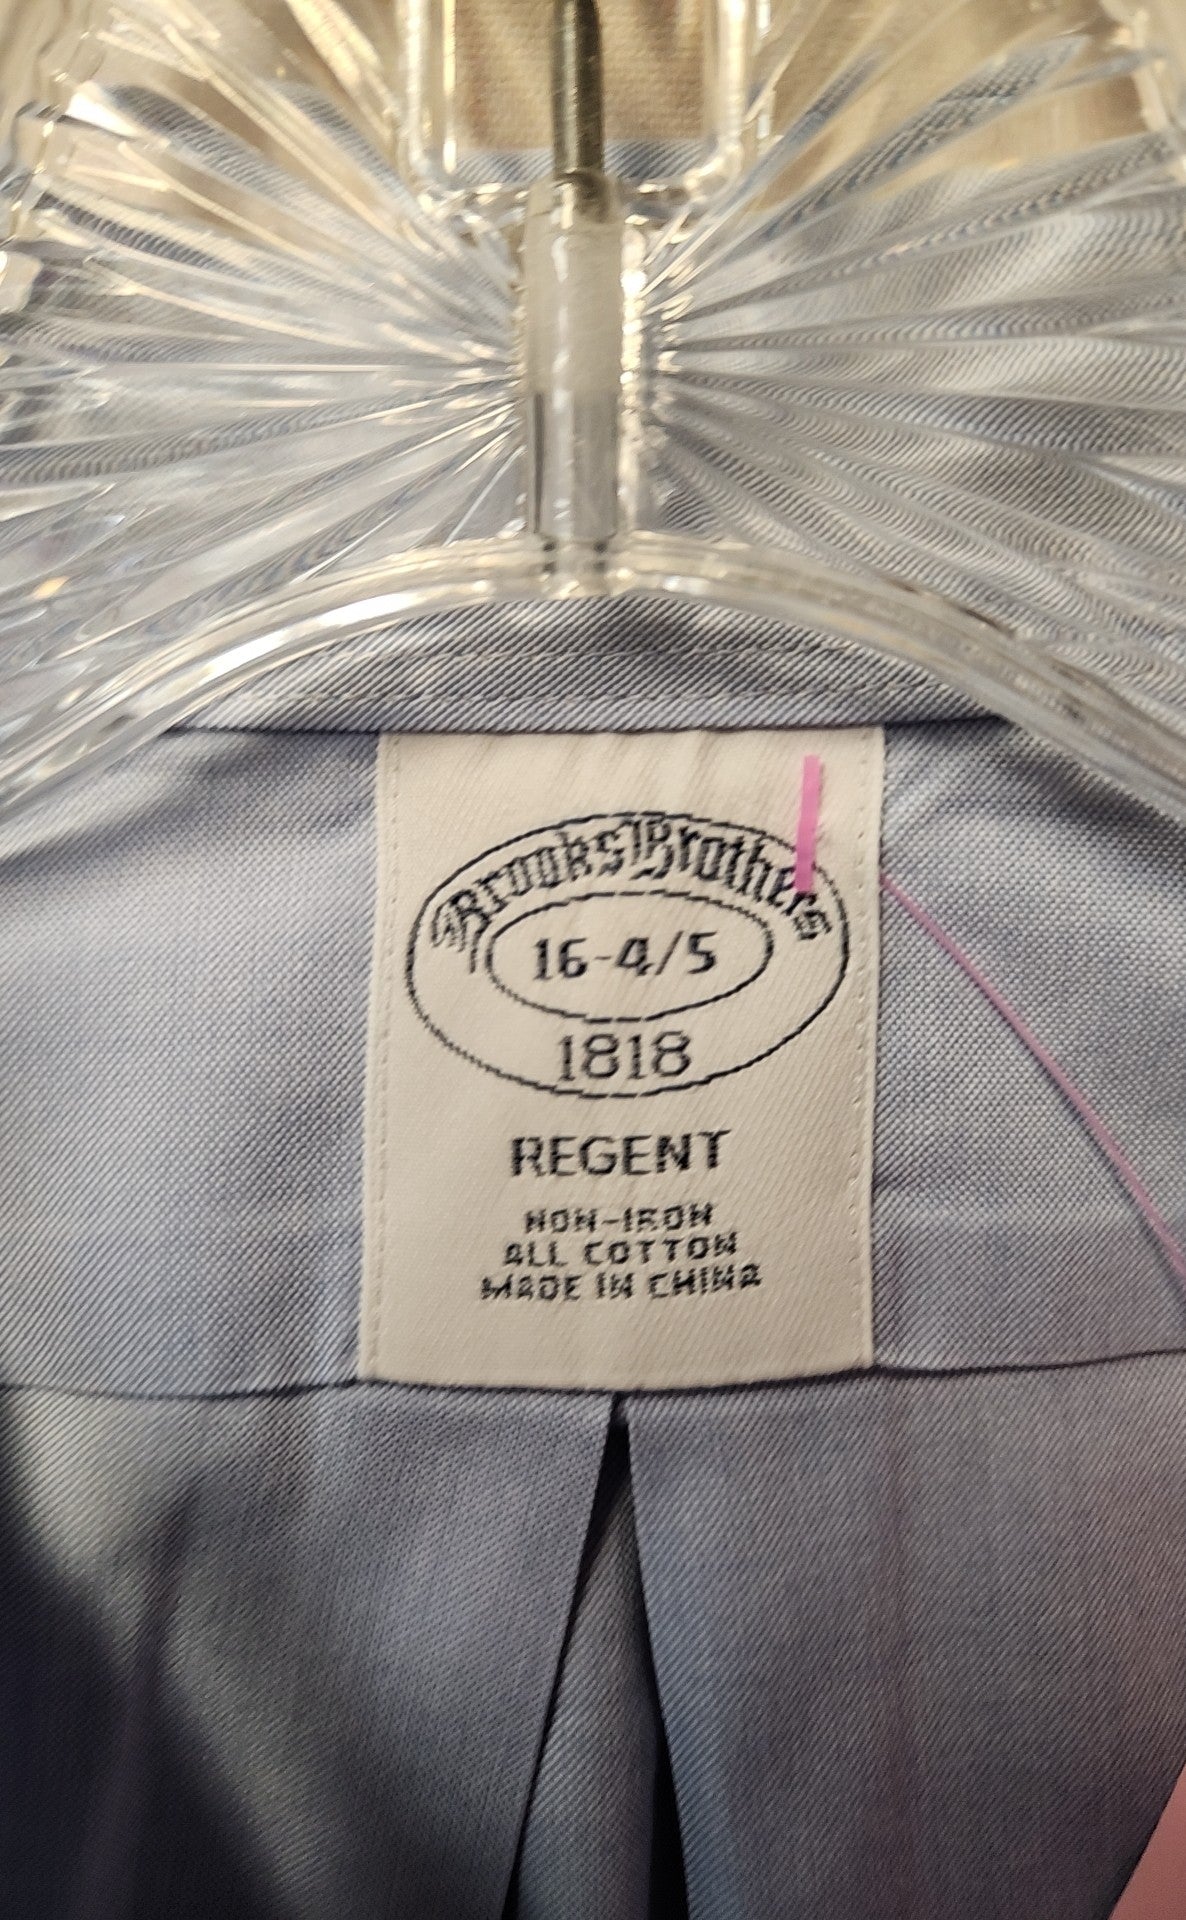 Brooks Brothers
16-4/5
1818
REGENT
NON-IRON
ALL COTTON
MADE IN CHINA